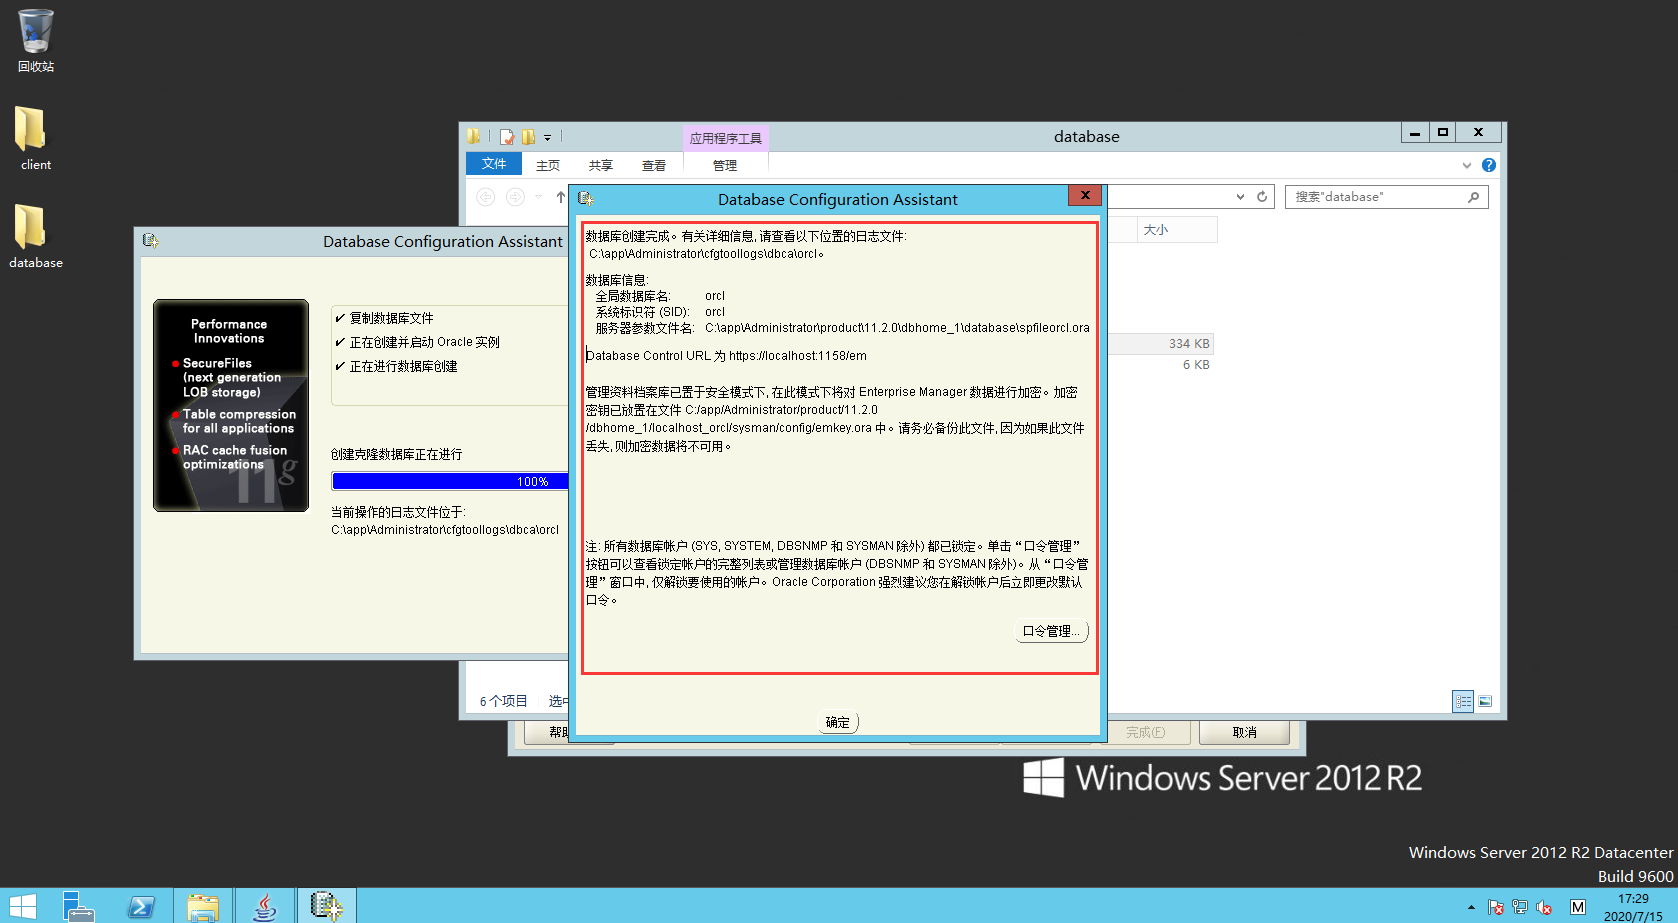 回收站
client
database
应用程序工具
database
文件
主页
共享
查看
管理
搜索"database"
大小
334 KB
6 KB
6 个项目
Database Configuration Assistant
Performance
Innovations
SecureFiles
(next generation
LOB storage)
Table compression
for all applications
RAC cache fusion
optimizations
11g
复制数据库文件
正在创建并启动 Oracle 实例
正在进行数据库创建
创建克隆数据库正在进行
100%
当前操作的日志文件位于:
C:\app\Administrator\cfgtoollogs\dbca\orcl
Database Configuration Assistant
数据库创建完成。有关详细信息, 请查看以下位置的日志文件:
C:\app\Administrator\cfgtoollogs\dbca\orcl。
数据库信息:
全局数据库名: orcl
系统标识符 (SID): orcl
服务器参数文件名: C:\app\Administrator\product\11.2.0\dbhome_1\database\spfileorcl.ora
Database Control URL 为 https://localhost:1158/em
管理资料档案库已置于安全模式下, 在此模式下将对 Enterprise Manager 数据进行加密。加密
密钥已放置在文件 C:/app/Administrator/product/11.2.0
/dbhome_1/localhost_orcl/sysman/config/emkey.ora 中。请务必备份此文件, 因为如果此文件
丢失, 则加密数据将不可用。
注: 所有数据库帐户 (SYS, SYSTEM, DBSNMP 和 SYSMAN 除外) 都已锁定。单击“口令管理”
按钮可以查看锁定帐户的完整列表或管理数据库帐户 (DBSNMP 和 SYSMAN 除外)。从“口令管
理”窗口中, 仅解锁要使用的帐户。Oracle Corporation 强烈建议您在解锁帐户后立即更改默认
口令。
口令管理...
确定
完成(F)
取消
Windows Server 2012 R2
Windows Server 2012 R2 Datacenter
Build 9600
M
17:29
2020/7/15